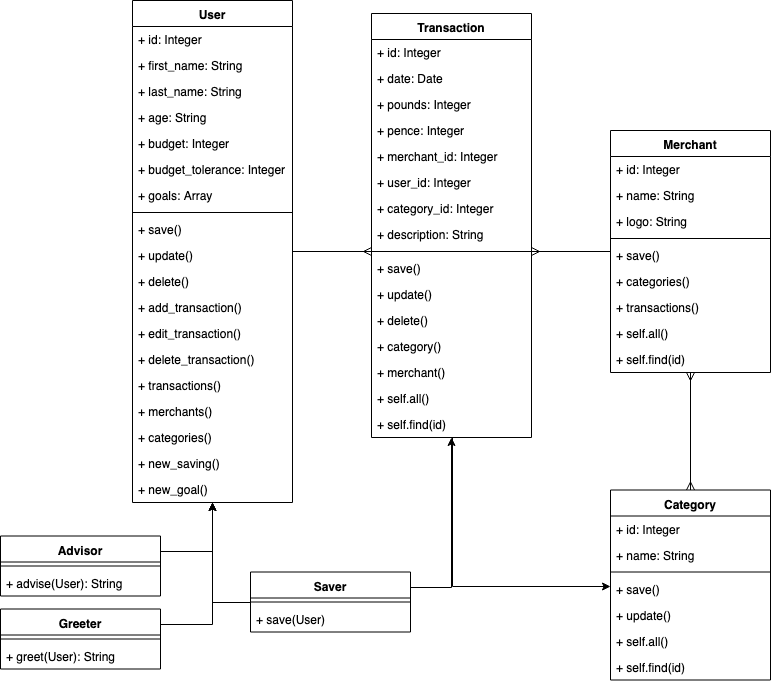 User
+ id: Integer
+ first_name: String
+ last_name: String
+ age: String
+ budget: Integer
+ budget_tolerance: Integer
+ goals: Array
+ save()
+ update()
+ delete()
+ add_transaction()
+ edit_transaction()
+ delete_transaction()
+ transactions()
+ merchants()
+ categories()
+ new_saving()
+ new_goal()
Transaction
+ id: Integer
+ date: Date
+ pounds: Integer
+ pence: Integer
+ merchant_id: Integer
+ user_id: Integer
+ category_id: Integer
+ description: String
+ save()
+ update()
+ delete()
+ category()
+ merchant()
+ self.all()
+ self.find(id)
Merchant
+ id: Integer
+ name: String
+ logo: String
+ save()
+ categories()
+ transactions()
+ self.all()
+ self.find(id)
Category
+ id: Integer
+ name: String
+ save()
+ update()
+ self.all()
+ self.find(id)
Advisor
+ advise(User): String
Greeter
+ greet(User): String
Saver
+ save(User)